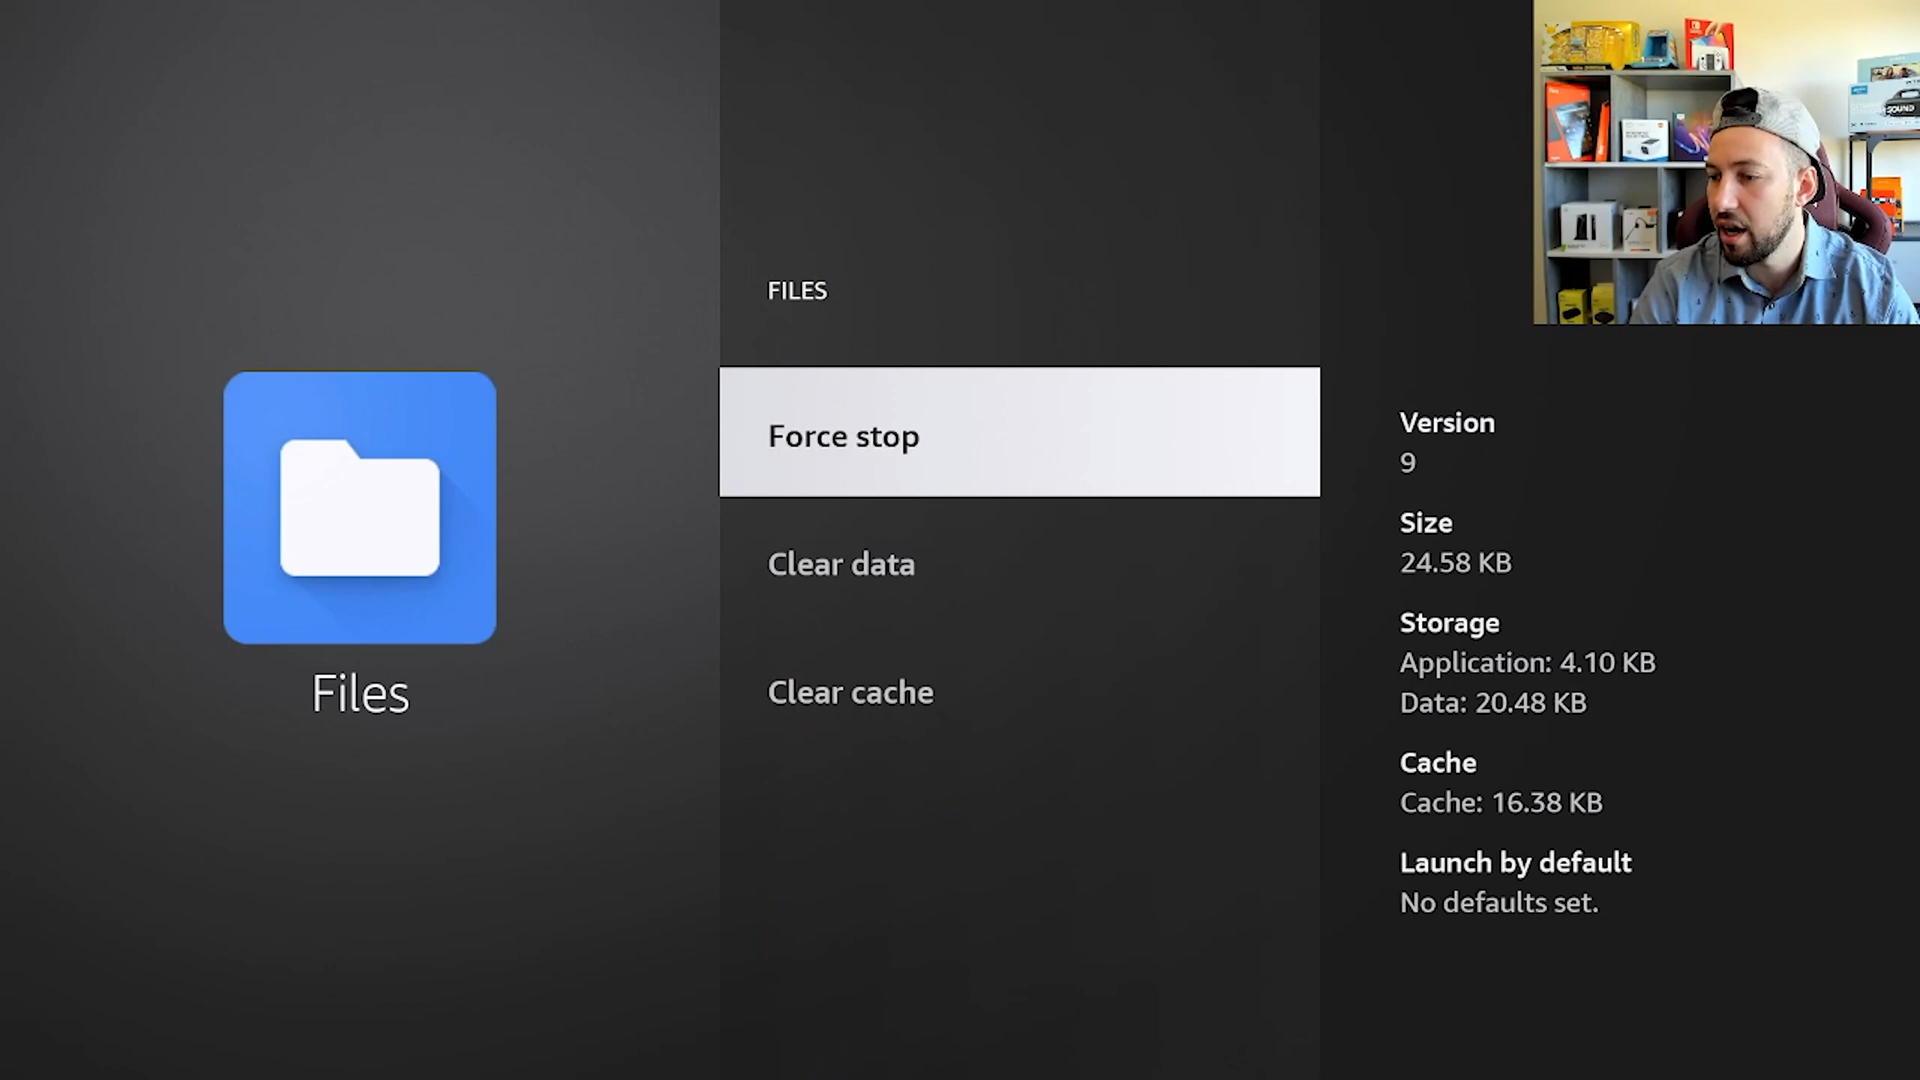 SOUND
FILES
Force stop
Clear data
Clear cache
Files
Version
9
Size
24.58 KB
Storage
Application: 4.10 KB
Data: 20.48 KB
Cache
Cache: 16.38 KB
Launch by default
No defaults set.